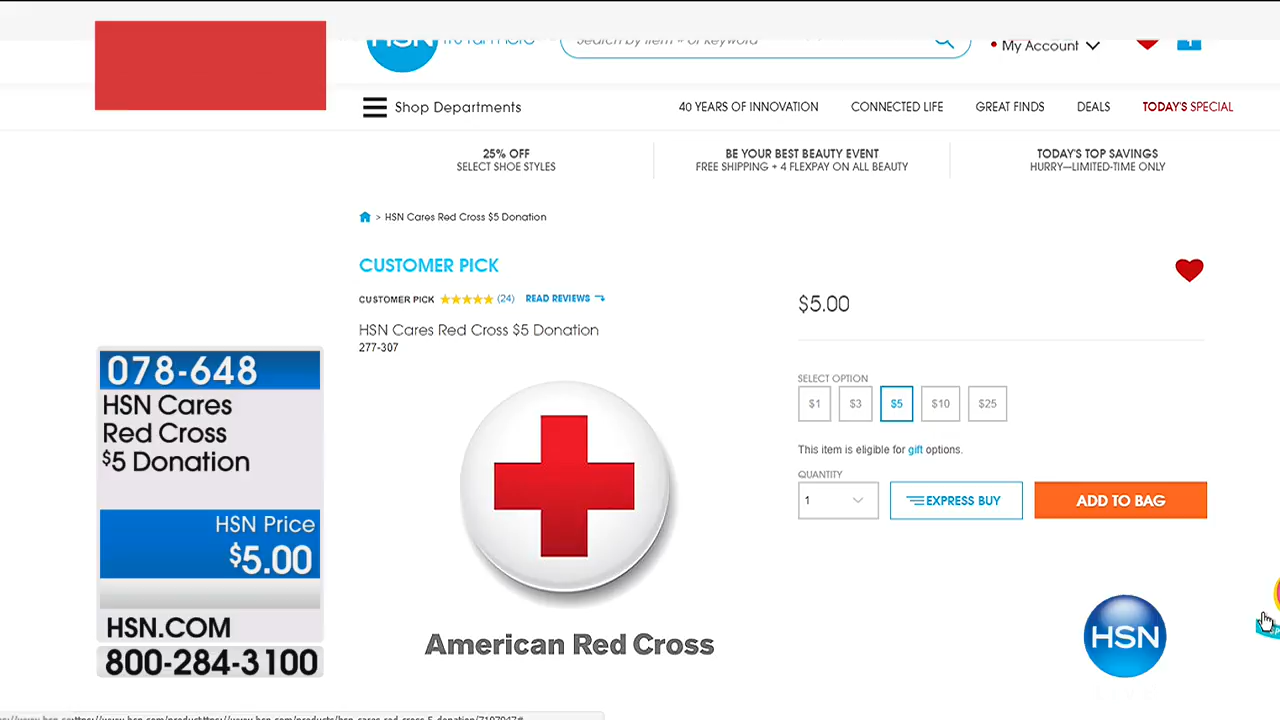 HSN
My Account
Shop Departments
40 YEARS OF INNOVATION
CONNECTED LIFE
GREAT FINDS
DEALS
TODAY'S SPECIAL
25% OFF
SELECT SHOE STYLES
BE YOUR BEST BEAUTY EVENT
FREE SHIPPING + 4 FLEXPAY ON ALL BEAUTY
TODAY'S TOP SAVINGS
HURRY—LIMITED-TIME ONLY
> HSN Cares Red Cross $5 Donation
CUSTOMER PICK
CUSTOMER PICK (24) READ REVIEWS
HSN Cares Red Cross $5 Donation
277-307
American Red Cross
$5.00
SELECT OPTION
$1 $3 $5 $10 $25
This item is eligible for gift options.
QUANTITY
1
EXPRESS BUY
ADD TO BAG
078-648
HSN Cares
Red Cross
$5 Donation
HSN Price
$5.00
HSN.COM
800-284-3100
HSN